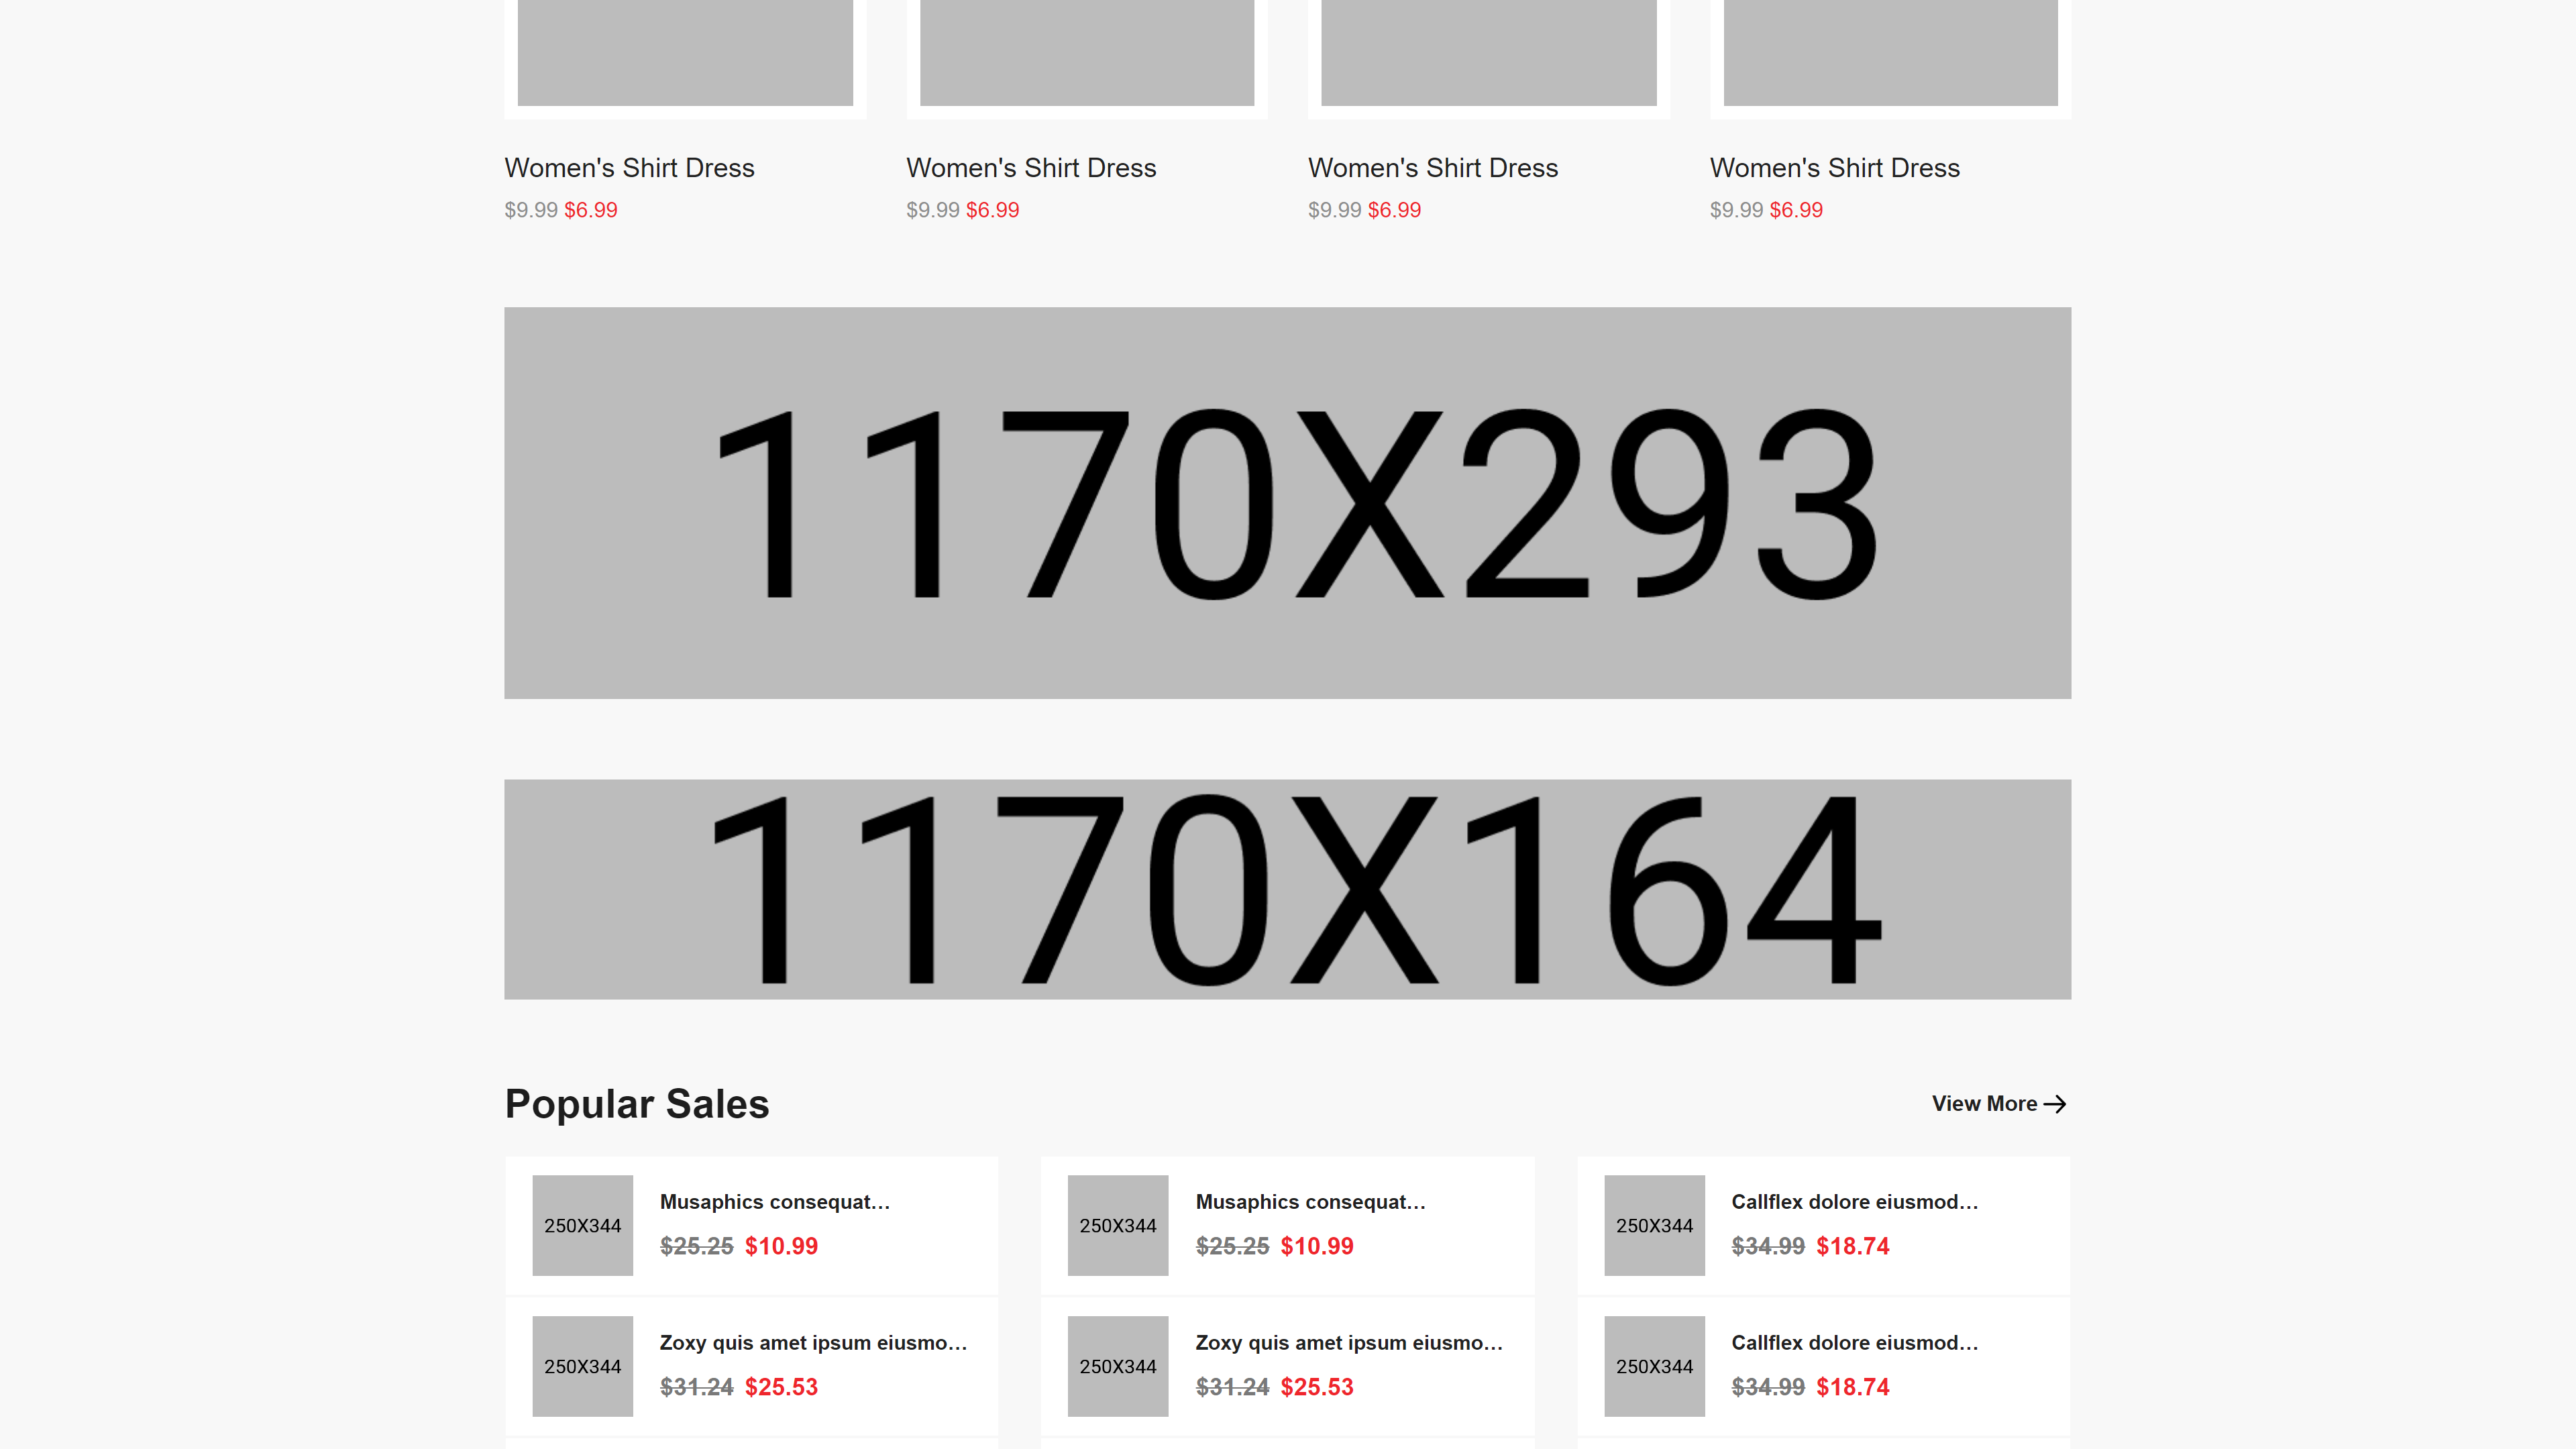 Women's Shirt Dress
$9.99 $6.99
Women's Shirt Dress
$9.99 $6.99
Women's Shirt Dress
$9.99 $6.99
Women's Shirt Dress
$9.99 $6.99
1170X293
1170X164
Popular Sales
View More
250X344
Musaphics consequat...
$25.25 $10.99
250X344
Musaphics consequat...
$25.25 $10.99
250X344
Callflex dolore eiusmod...
$34.99 $18.74
250X344
Zoxy quis amet ipsum eiusmo...
$31.24 $25.53
250X344
Zoxy quis amet ipsum eiusmo...
$31.24 $25.53
250X344
Callflex dolore eiusmod...
$34.99 $18.74